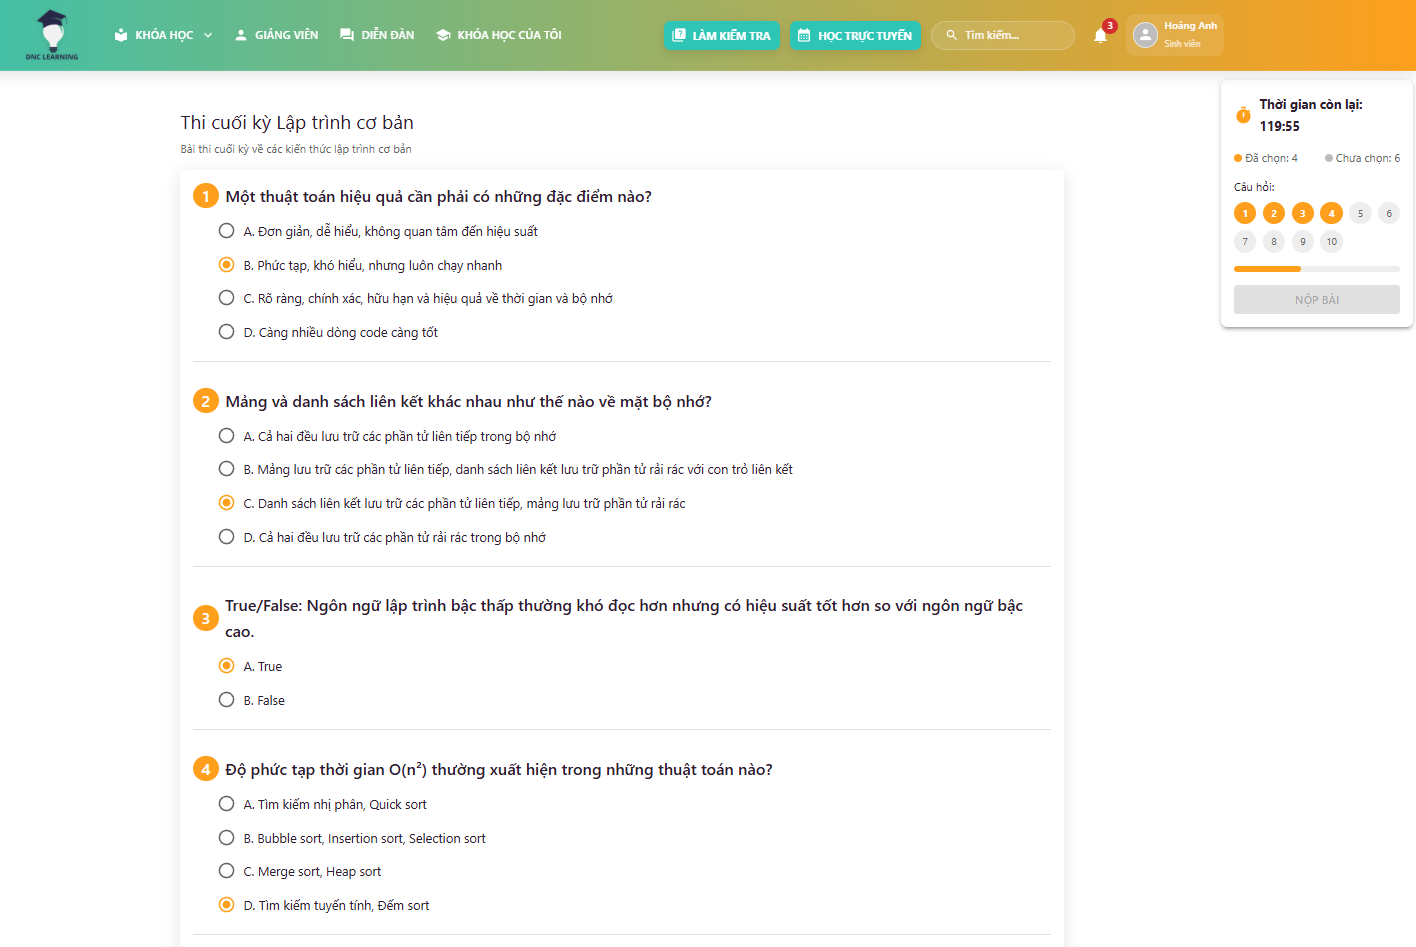 DNC LEARNING
KHÓA HỌC
GIẢNG VIÊN
DIỄN ĐÀN
KHÓA HỌC CỦA TÔI
LÀM KIỂM TRA
HỌC TRỰC TUYẾN
Tìm kiếm...
3
Hoàng Anh
Sinh viên
Thời gian còn lại:
119:55
Đã chọn: 4
Chưa chọn: 6
Câu hỏi:
1 2 3 4 5 6
7 8 9 10
NỘP BÀI
Thi cuối kỳ Lập trình cơ bản
Bài thi cuối kỳ về các kiến thức lập trình cơ bản
1 Một thuật toán hiệu quả cần phải có những đặc điểm nào?
A. Đơn giản, dễ hiểu, không quan tâm đến hiệu suất
B. Phức tạp, khó hiểu, nhưng luôn chạy nhanh
C. Rõ ràng, chính xác, hữu hạn và hiệu quả về thời gian và bộ nhớ
D. Càng nhiều dòng code càng tốt
2 Mảng và danh sách liên kết khác nhau như thế nào về mặt bộ nhớ?
A. Cả hai đều lưu trữ các phần tử liên tiếp trong bộ nhớ
B. Mảng lưu trữ các phần tử liên tiếp, danh sách liên kết lưu trữ phần tử rải rác với con trỏ liên kết
C. Danh sách liên kết lưu trữ các phần tử liên tiếp, mảng lưu trữ phần tử rải rác
D. Cả hai đều lưu trữ các phần tử rải rác trong bộ nhớ
3 True/False: Ngôn ngữ lập trình bậc thấp thường khó đọc hơn nhưng có hiệu suất tốt hơn so với ngôn ngữ bậc
cao.
A. True
B. False
4 Độ phức tạp thời gian O(n²) thường xuất hiện trong những thuật toán nào?
A. Tìm kiếm nhị phân, Quick sort
B. Bubble sort, Insertion sort, Selection sort
C. Merge sort, Heap sort
D. Tìm kiếm tuyến tính, Đếm sort